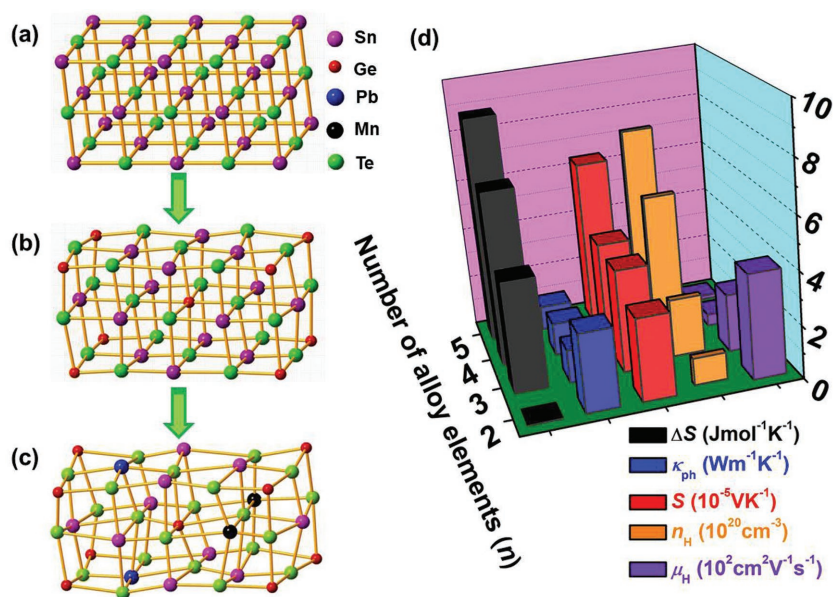 (a)
Sn
Ge
Pb
Mn
Te
(b)
(c)
(d)
10
8
6
4
2
0
5
4
3
2
Number of alloy elements (n)
ΔS (Jmol⁻¹K⁻¹)
κph (Wm⁻¹K⁻¹)
S (10⁻⁵VK⁻¹)
nH (10²⁰cm⁻³)
μH (10²cm²V⁻¹s⁻¹)